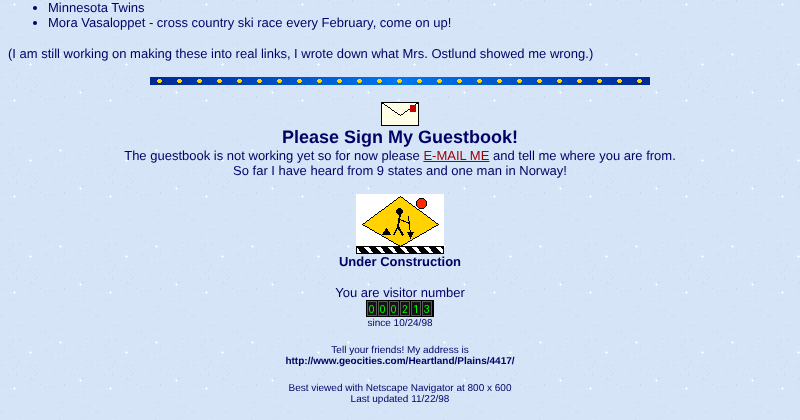 Minnesota Twins
Mora Vasaloppet - cross country ski race every February, come on up!
(I am still working on making these into real links, I wrote down what Mrs. Ostlund showed me wrong.)
Please Sign My Guestbook!
The guestbook is not working yet so for now please E-MAIL ME and tell me where you are from.
So far I have heard from 9 states and one man in Norway!
Under Construction
You are visitor number
000213
since 10/24/98
Tell your friends! My address is
http://www.geocities.com/Heartland/Plains/4417/
Best viewed with Netscape Navigator at 800 x 600
Last updated 11/22/98